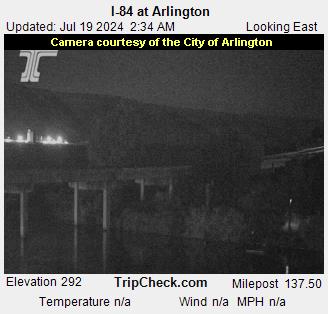 I-84 at Arlington
Updated: Jul 19 2024 2:34 AM Looking East
Camera courtesy of the City of Arlington
Elevation 292 TripCheck.com Milepost 137.50
Temperature n/a Wind n/a MPH n/a